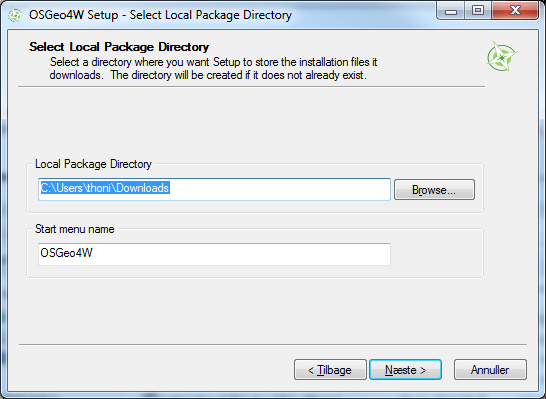 OSGeo4W Setup - Select Local Package Directory
Select Local Package Directory
Select a directory where you want Setup to store the installation files it
downloads. The directory will be created if it does not already exist.
Local Package Directory
C:\Users\thoni\Downloads
Browse...
Start menu name
OSGeo4W
< Tilbage
Næste >
Annuller